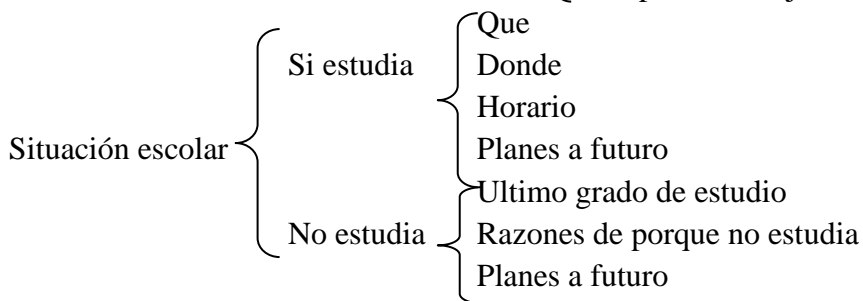 Que
Si estudia
Donde
Horario
Situación escolar
Planes a futuro
Ultimo grado de estudio
No estudia
Razones de porque no estudia
Planes a futuro